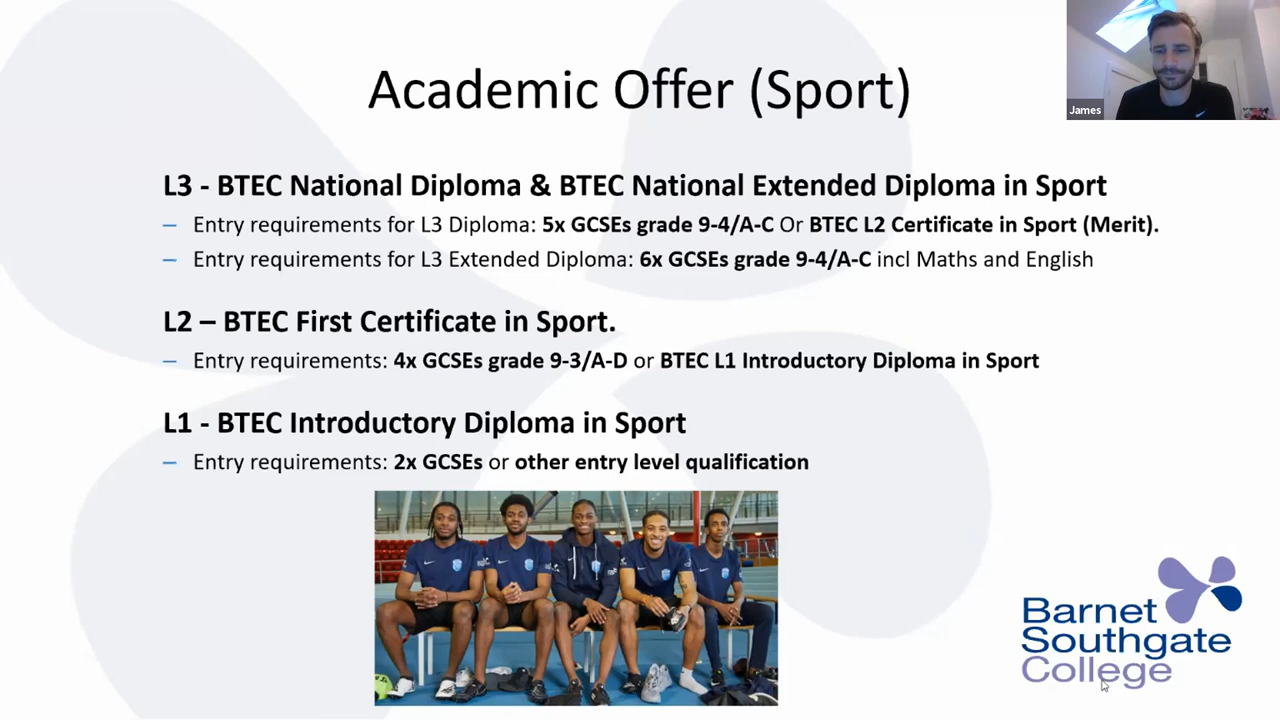 Academic Offer (Sport)
James
L3 - BTEC National Diploma & BTEC National Extended Diploma in Sport
– Entry requirements for L3 Diploma: 5x GCSEs grade 9-4/A-C Or BTEC L2 Certificate in Sport (Merit).
– Entry requirements for L3 Extended Diploma: 6x GCSEs grade 9-4/A-C incl Maths and English
L2 – BTEC First Certificate in Sport.
– Entry requirements: 4x GCSEs grade 9-3/A-D or BTEC L1 Introductory Diploma in Sport
L1 - BTEC Introductory Diploma in Sport
– Entry requirements: 2x GCSEs or other entry level qualification
Barnet
Southgate
College